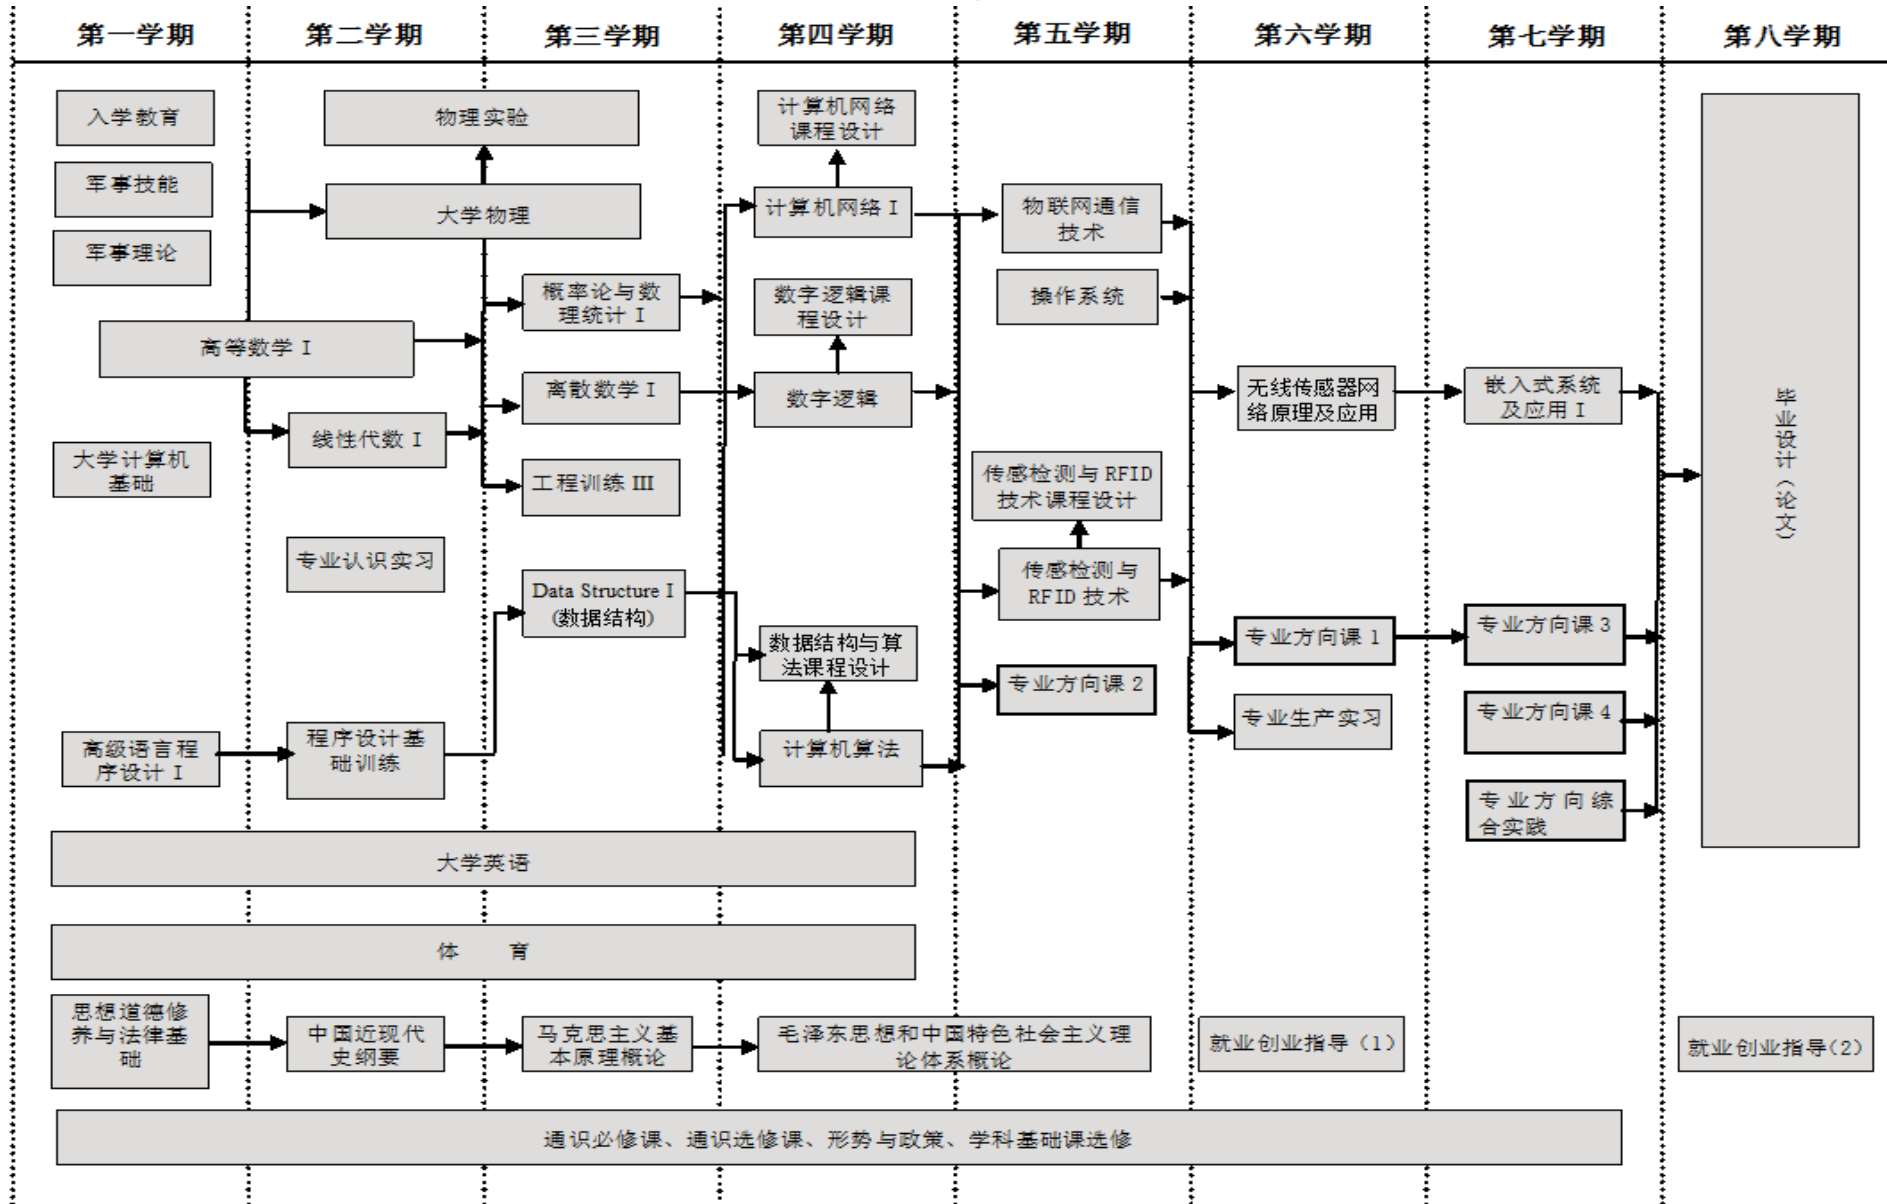 第一学期
第二学期
第三学期
第四学期
第五学期
第六学期
第七学期
第八学期
入学教育
军事技能
军事理论
高等数学 I
大学计算机
基础
高级语言程
序设计 I
物理实验
大学物理
线性代数 I
专业认识实习
程序设计基
础训练
概率论与数
理统计 I
离散数学 I
工程训练 III
Data Structure I
(数据结构)
计算机网络
课程设计
计算机网络 I
数字逻辑课
程设计
数字逻辑
数据结构与算
法课程设计
计算机算法
物联网通信
技术
操作系统
传感检测与 RFID
技术课程设计
传感检测与
RFID 技术
专业方向课 2
无线传感器网
络原理及应用
专业方向课 1
专业生产实习
嵌入式系统
及应用 I
专业方向课 3
专业方向课 4
专业方向综
合实践
毕业设计（论文）
大学英语
体 育
思想道德修
养与法律基
础
中国近现代
史纲要
马克思主义基
本原理概论
毛泽东思想和中国特色社会主义理
论体系概论
就业创业指导（1）
就业创业指导(2)
通识必修课、通识选修课、形势与政策、学科基础课选修